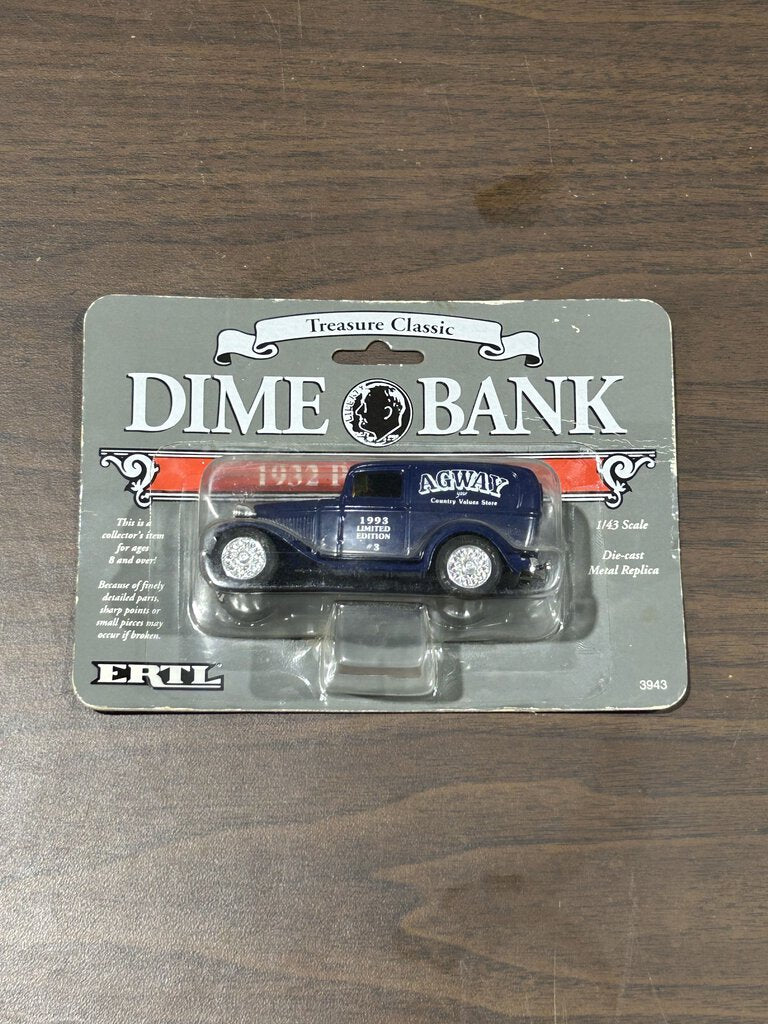 Treasure Classic
DIME BANK
LIBERTY
1932
AGWAY
your
Country Values Store
1993
LIMITED
EDITION
#3
This is a
collector's item
for ages
8 and over!
Because of finely
detailed parts,
sharp points or
small pieces may
occur if broken.
1/43 Scale
Die-cast
Metal Replica
ERTL
3943